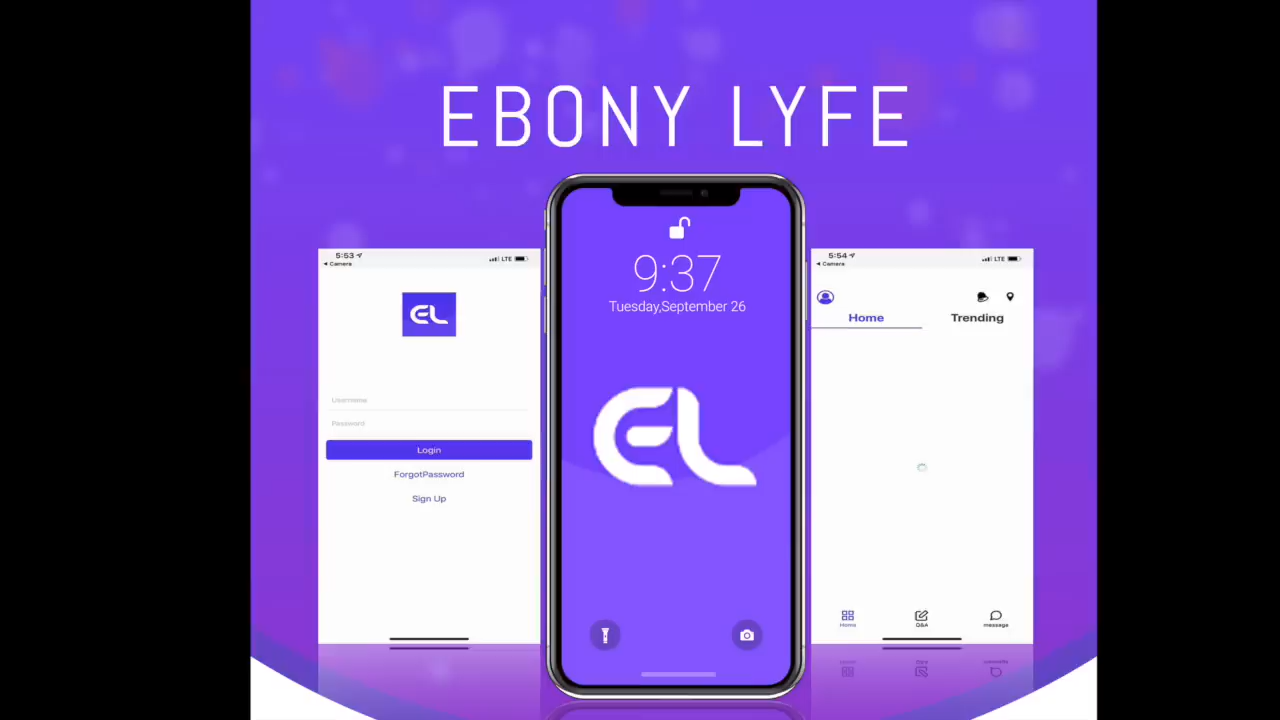 EBONY LYFE
5:53
LTE
Camera
EL
Username
Password
Login
ForgotPassword
Sign Up
9:37
Tuesday,September 26
EL
5:54
LTE
Camera
Home
Trending
Home
Q&A
message